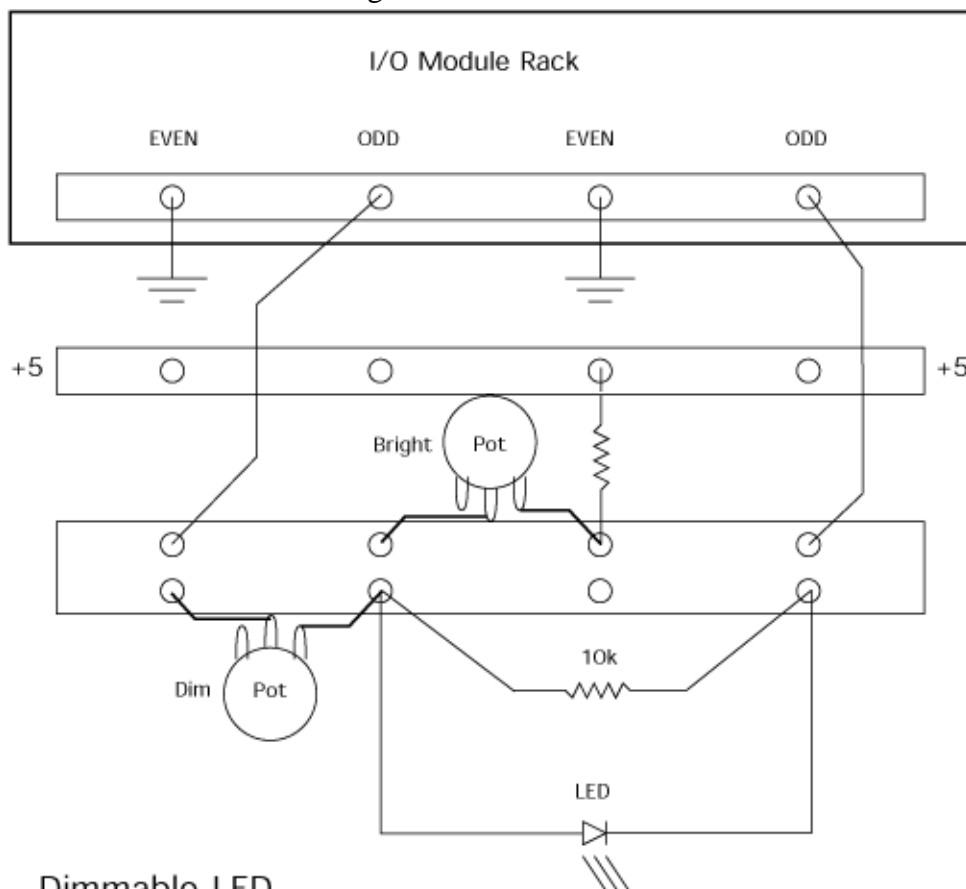 I/O Module Rack
EVEN ODD EVEN ODD
+5 +5
Bright Pot
10k
Dim Pot
LED
Dimmable LED